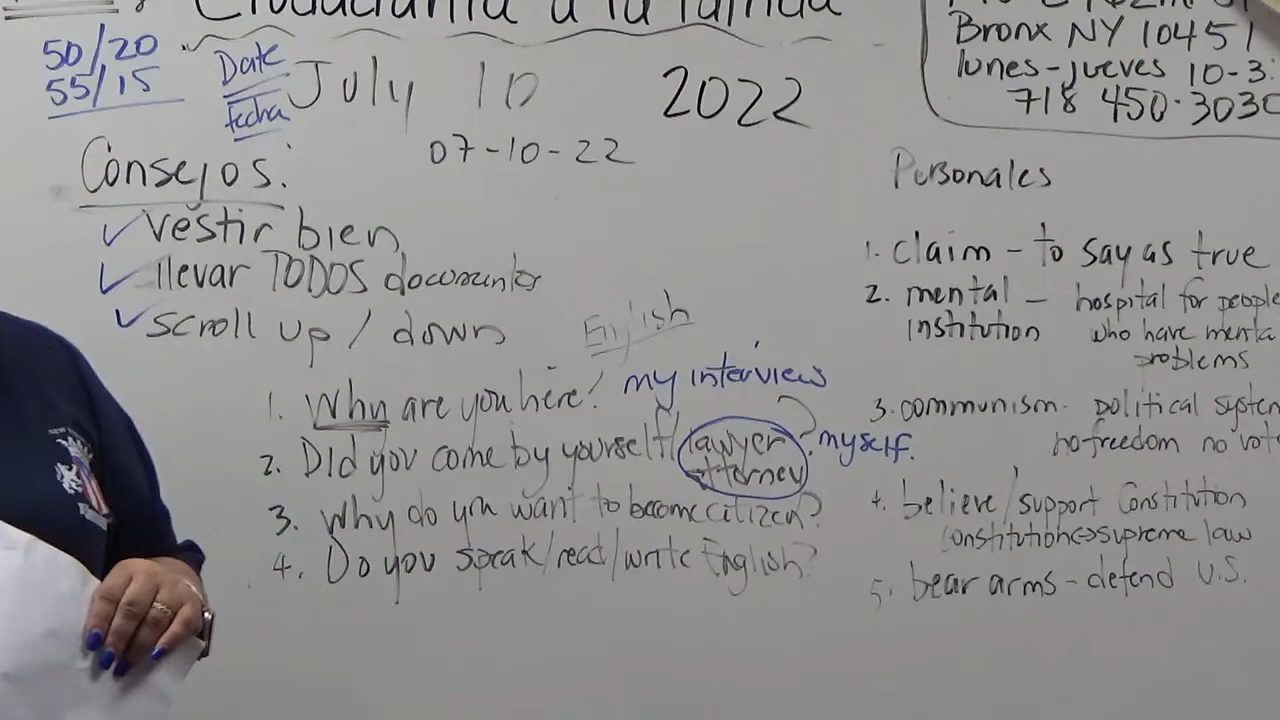 Ciudadanía a la
50/20
55/15
Date
Fecha
July 10 2022
07-10-22
Bronx NY 10451
lunes-jueves 10-3:
718 450-3030
Consejos:
✓ vestir bien
✓ llevar TODOS documentos
✓ scroll up / down
English
1. Why are you here? my interview
2. Did you come by yourself/lawyer attorney? myself.
3. Why do you want to become citizen?
4. Do you speak/read/write English?
Personales
1. claim - to say as true
2. mental institution - hospital for people
who have menta
problems
3. communism. political system
no freedom no vot
4. believe/support Constitution
constitution⇔supreme law
5. bear arms - defend U.S.